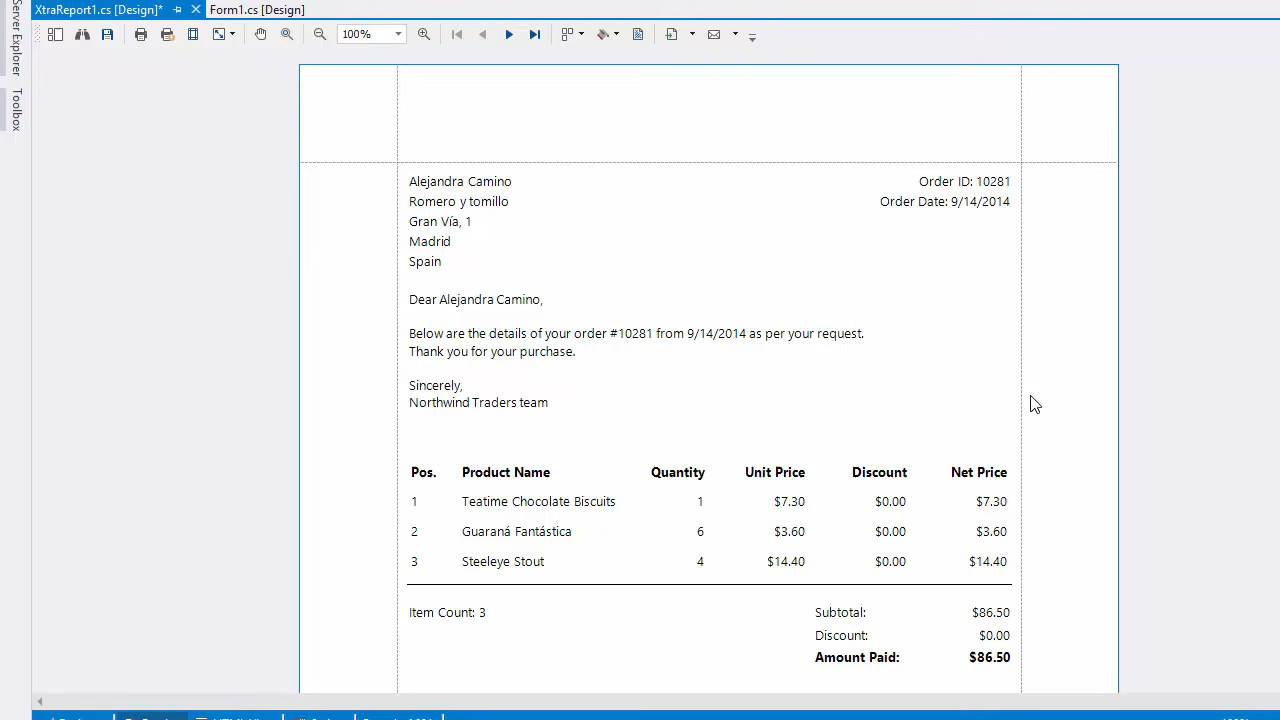 XtraReport1.cs [Design]*
Form1.cs [Design]
Server Explorer
Toolbox
100%
Alejandra Camino Order ID: 10281
Romero y tomillo Order Date: 9/14/2014
Gran Vía, 1
Madrid
Spain
Dear Alejandra Camino,
Below are the details of your order #10281 from 9/14/2014 as per your request.
Thank you for your purchase.
Sincerely,
Northwind Traders team
Pos. Product Name Quantity Unit Price Discount Net Price
1 Teatime Chocolate Biscuits 1 $7.30 $0.00 $7.30
2 Guaraná Fantástica 6 $3.60 $0.00 $3.60
3 Steeleye Stout 4 $14.40 $0.00 $14.40
Item Count: 3 Subtotal: $86.50
Discount: $0.00
Amount Paid: $86.50